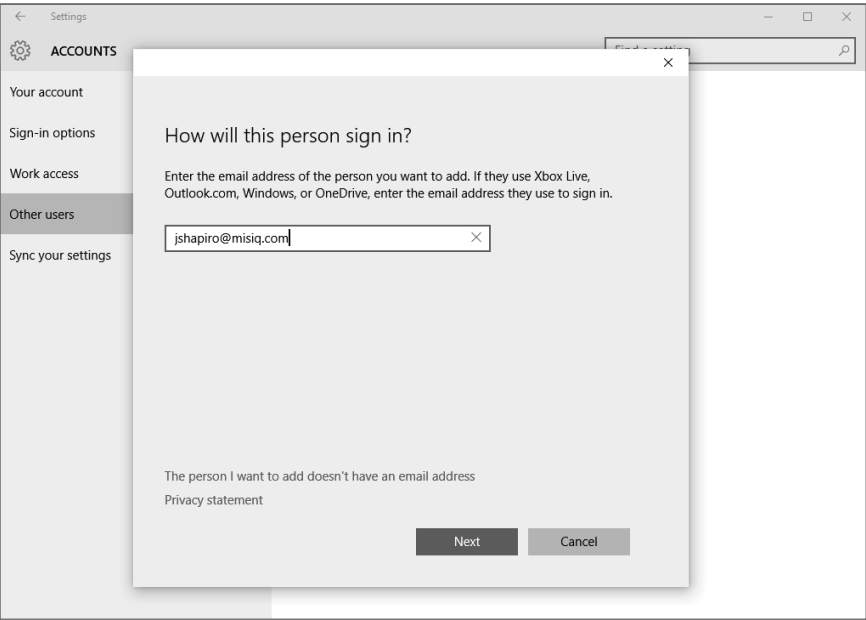 Settings
ACCOUNTS
Find a setting
Your account
Sign-in options
Work access
Other users
Sync your settings
How will this person sign in?
Enter the email address of the person you want to add. If they use Xbox Live,
Outlook.com, Windows, or OneDrive, enter the email address they use to sign in.
jshapiro@misiq.com
The person I want to add doesn't have an email address
Privacy statement
Next
Cancel